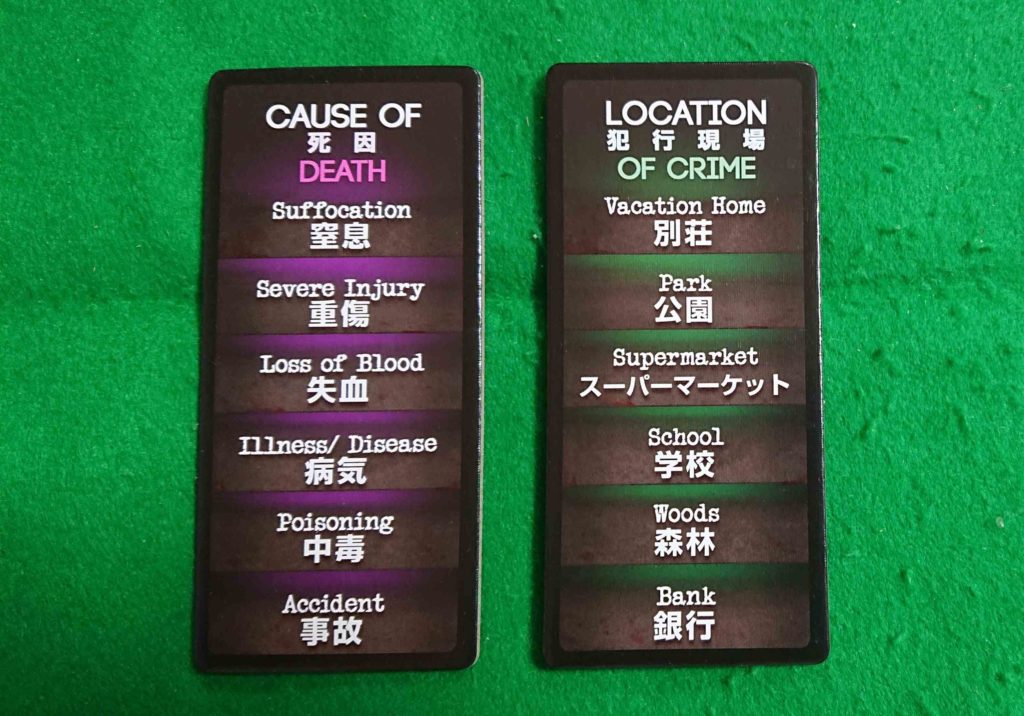 CAUSE OF
死因
DEATH
Suffocation
窒息
Severe Injury
重傷
Loss of Blood
失血
Illness/ Disease
病気
Poisoning
中毒
Accident
事故
LOCATION
犯行現場
OF CRIME
Vacation Home
別荘
Park
公園
Supermarket
スーパーマーケット
School
学校
Woods
森林
Bank
銀行